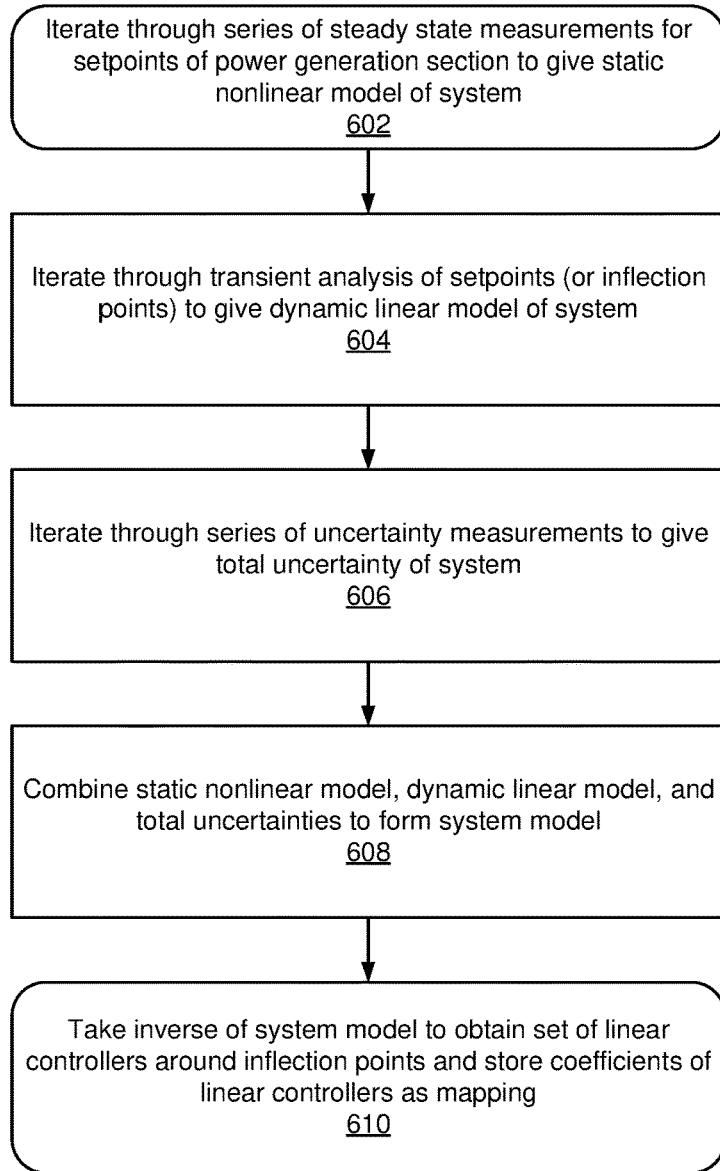 Iterate through series of steady state measurements for
setpoints of power generation section to give static
nonlinear model of system
602
Iterate through transient analysis of setpoints (or inflection
points) to give dynamic linear model of system
604
Iterate through series of uncertainty measurements to give
total uncertainty of system
606
Combine static nonlinear model, dynamic linear model, and
total uncertainties to form system model
608
Take inverse of system model to obtain set of linear
controllers around inflection points and store coefficients of
linear controllers as mapping
610